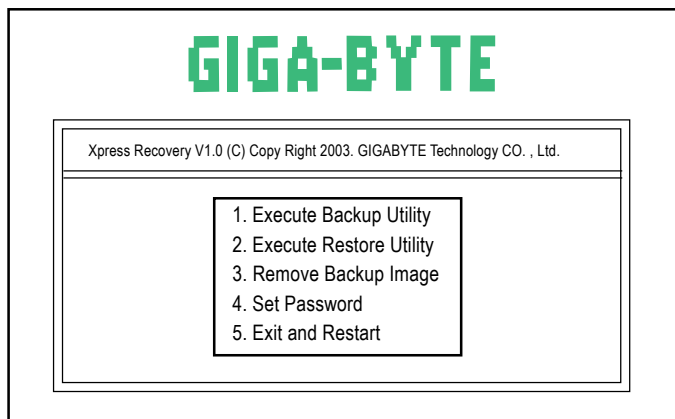 GIGA-BYTE
Xpress Recovery V1.0 (C) Copy Right 2003. GIGABYTE Technology CO. , Ltd.
1. Execute Backup Utility
2. Execute Restore Utility
3. Remove Backup Image
4. Set Password
5. Exit and Restart